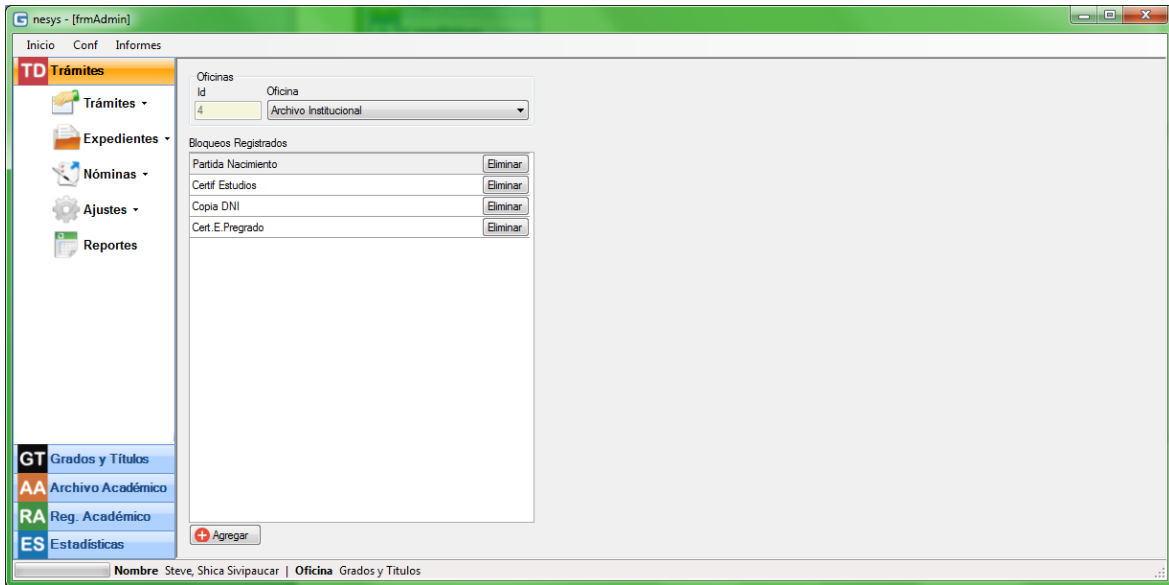 G nesys - [frmAdmin]
Inicio Conf Informes
TD Trámites
Trámites
Expedientes
Nóminas
Ajustes
Reportes
GT Grados y Títulos
AA Archivo Académico
RA Reg. Académico
ES Estadísticas
Oficinas
Id Oficina
4 Archivo Institucional
Bloqueos Registrados
Partida Nacimiento Eliminar
Certif Estudios Eliminar
Copia DNI Eliminar
Cert.E.Pregrado Eliminar
Agregar
Nombre Steve, Shica Sivipaucar | Oficina Grados y Titulos